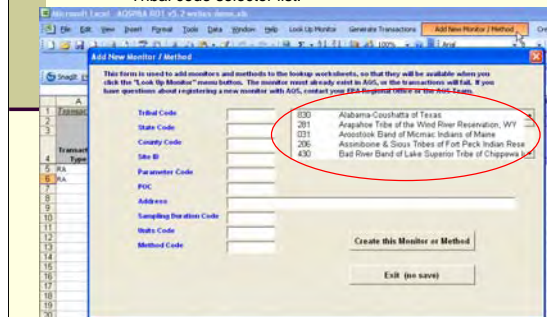 Tribal code selector list.
Microsoft Excel - AQSP&A RO1 v5.2 writes demo.xls
File Edit View Insert Format Tools Data Window Help Look Up Monitor Generate Transactions Add New Monitor / Method
Add New Monitor / Method
SnagIt
This form is used to add monitors and methods to the lookup worksheets, so that they will be available when you
click the "Look Up Monitor" menu button. The monitor must already exist in AQS, or the transactions will fail. If you
have questions about registering a new monitor with AQS, contact your EPA Regional Office or the AQS Team.
A
1
2
3
4 Type
5 RA
6 RA
7
8
9
10
11
12
13
14
15
16
17
18
19
20
Tribal Code
State Code
County Code
Site ID
Parameter Code
POC
Address
Sampling Duration Code
Units Code
Method Code
830 Alabama-Coushatta of Texas
281 Arapahoe Tribe of the Wind River Reservation, WY
031 Aroostook Band of Micmac Indians of Maine
206 Assiniboine & Sioux Tribes of Fort Peck Indian Rese
430 Bad River Band of Lake Superior Tribe of Chippewa
Create this Monitor or Method
Exit (no save)